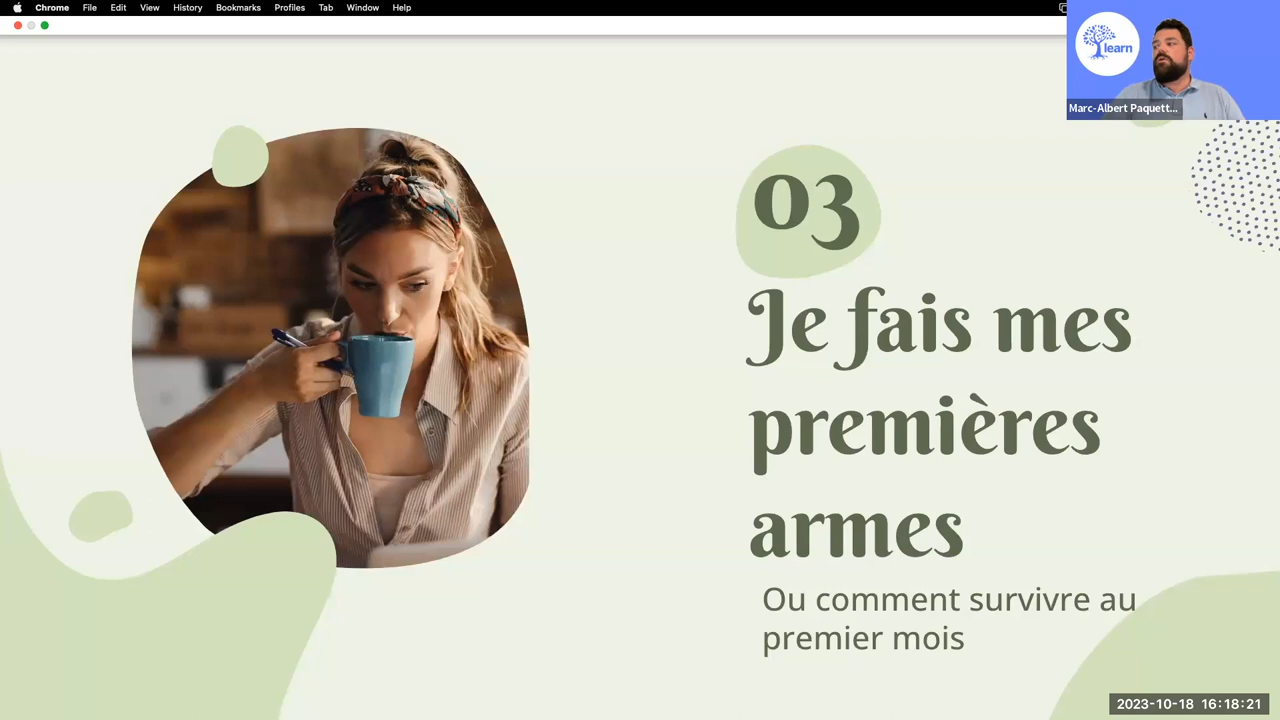 Chrome File Edit View History Bookmarks Profiles Tab Window Help
learn
Marc-Albert Paquett...
03
Je fais mes
premières
armes
Ou comment survivre au
premier mois
2023-10-18 16:18:21